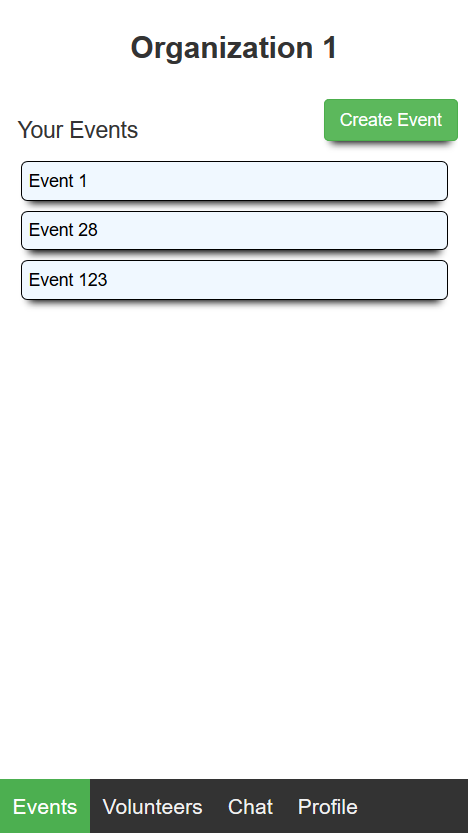 Organization 1
Create Event
Your Events
Event 1
Event 28
Event 123
Events Volunteers Chat Profile